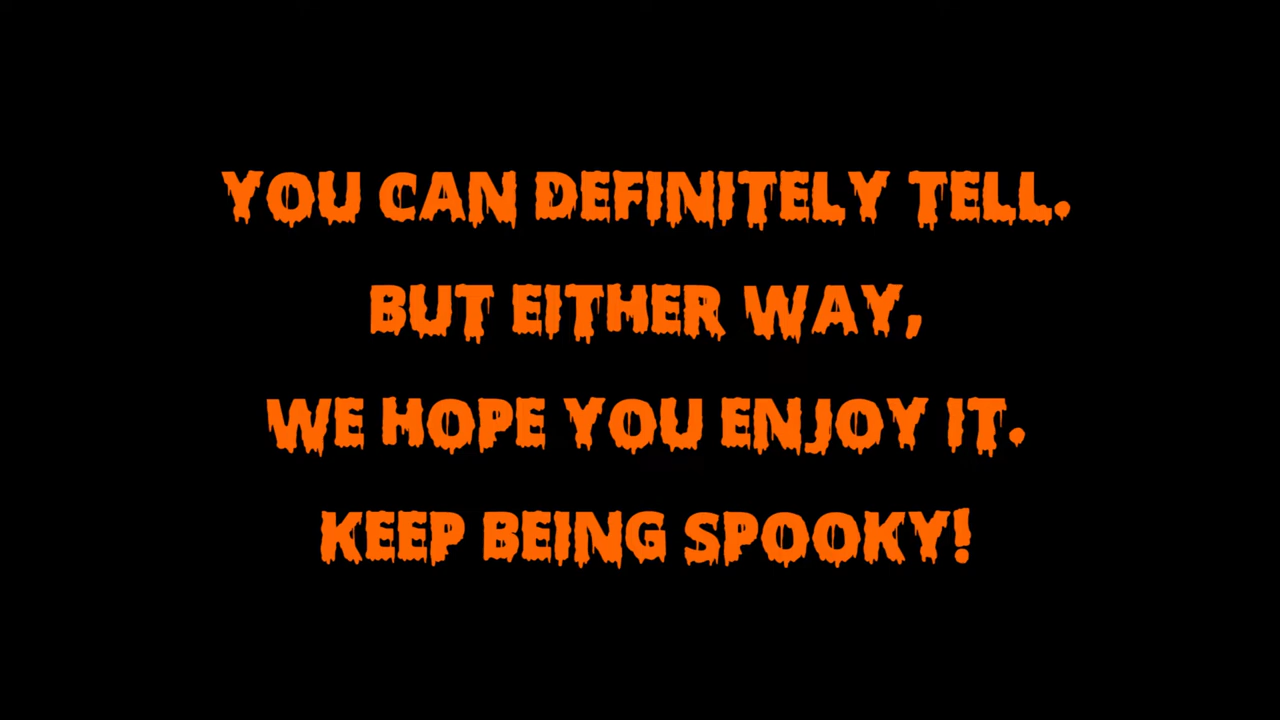 YOU CAN DEFINITELY TELL.
BUT EITHER WAY,
WE HOPE YOU ENJOY IT.
KEEP BEING SPOOKY!